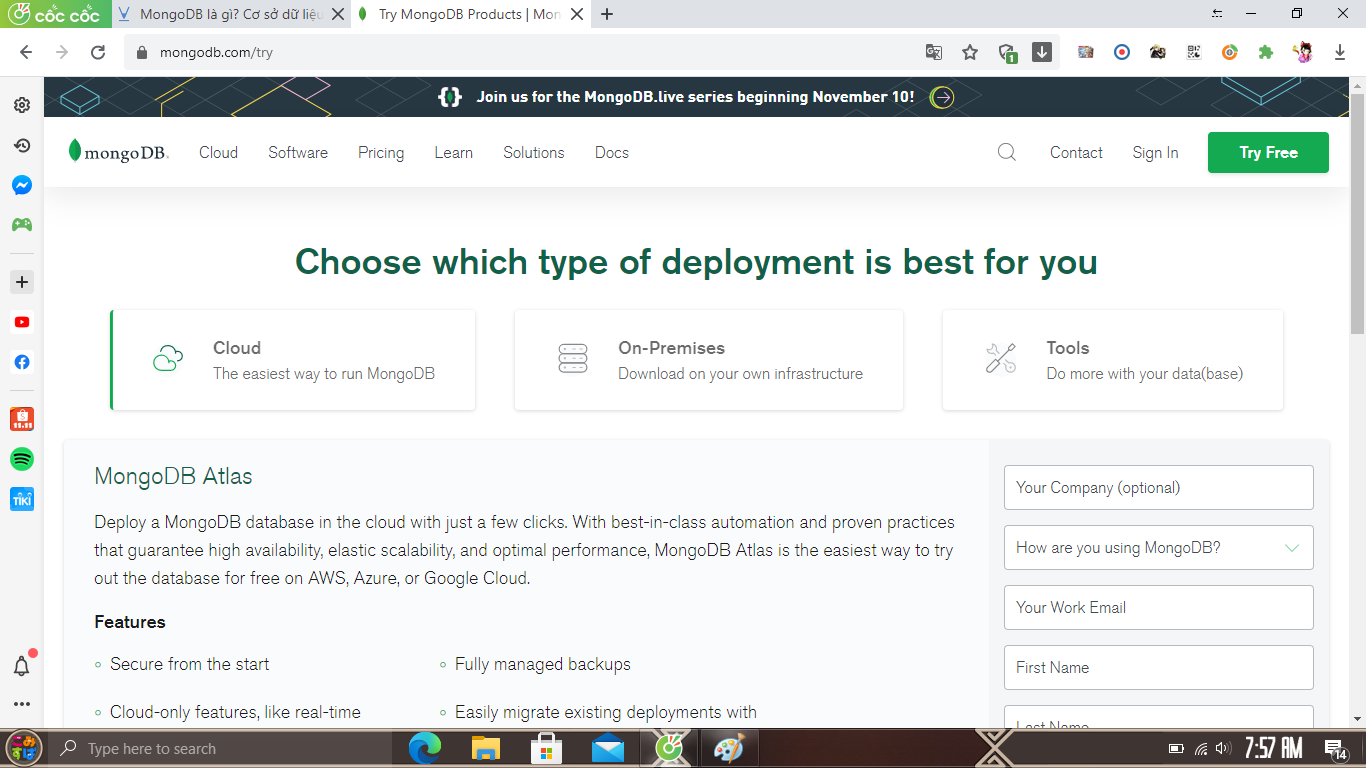 cốc cốc
MongoDB là gì? Cơ sở dữ liệu
Try MongoDB Products | Mon
mongodb.com/try
1
Join us for the MongoDB.live series beginning November 10!
mongoDB.
Cloud
Software
Pricing
Learn
Solutions
Docs
Contact
Sign In
Try Free
Choose which type of deployment is best for you
Cloud
The easiest way to run MongoDB
On-Premises
Download on your own infrastructure
Tools
Do more with your data(base)
11.11
TIKI
MongoDB Atlas
Deploy a MongoDB database in the cloud with just a few clicks. With best-in-class automation and proven practices
that guarantee high availability, elastic scalability, and optimal performance, MongoDB Atlas is the easiest way to try
out the database for free on AWS, Azure, or Google Cloud.
Features
Secure from the start
Fully managed backups
Cloud-only features, like real-time
Easily migrate existing deployments with
Your Company (optional)
How are you using MongoDB?
Your Work Email
First Name
Last Name
Type here to search
7:57 AM
14